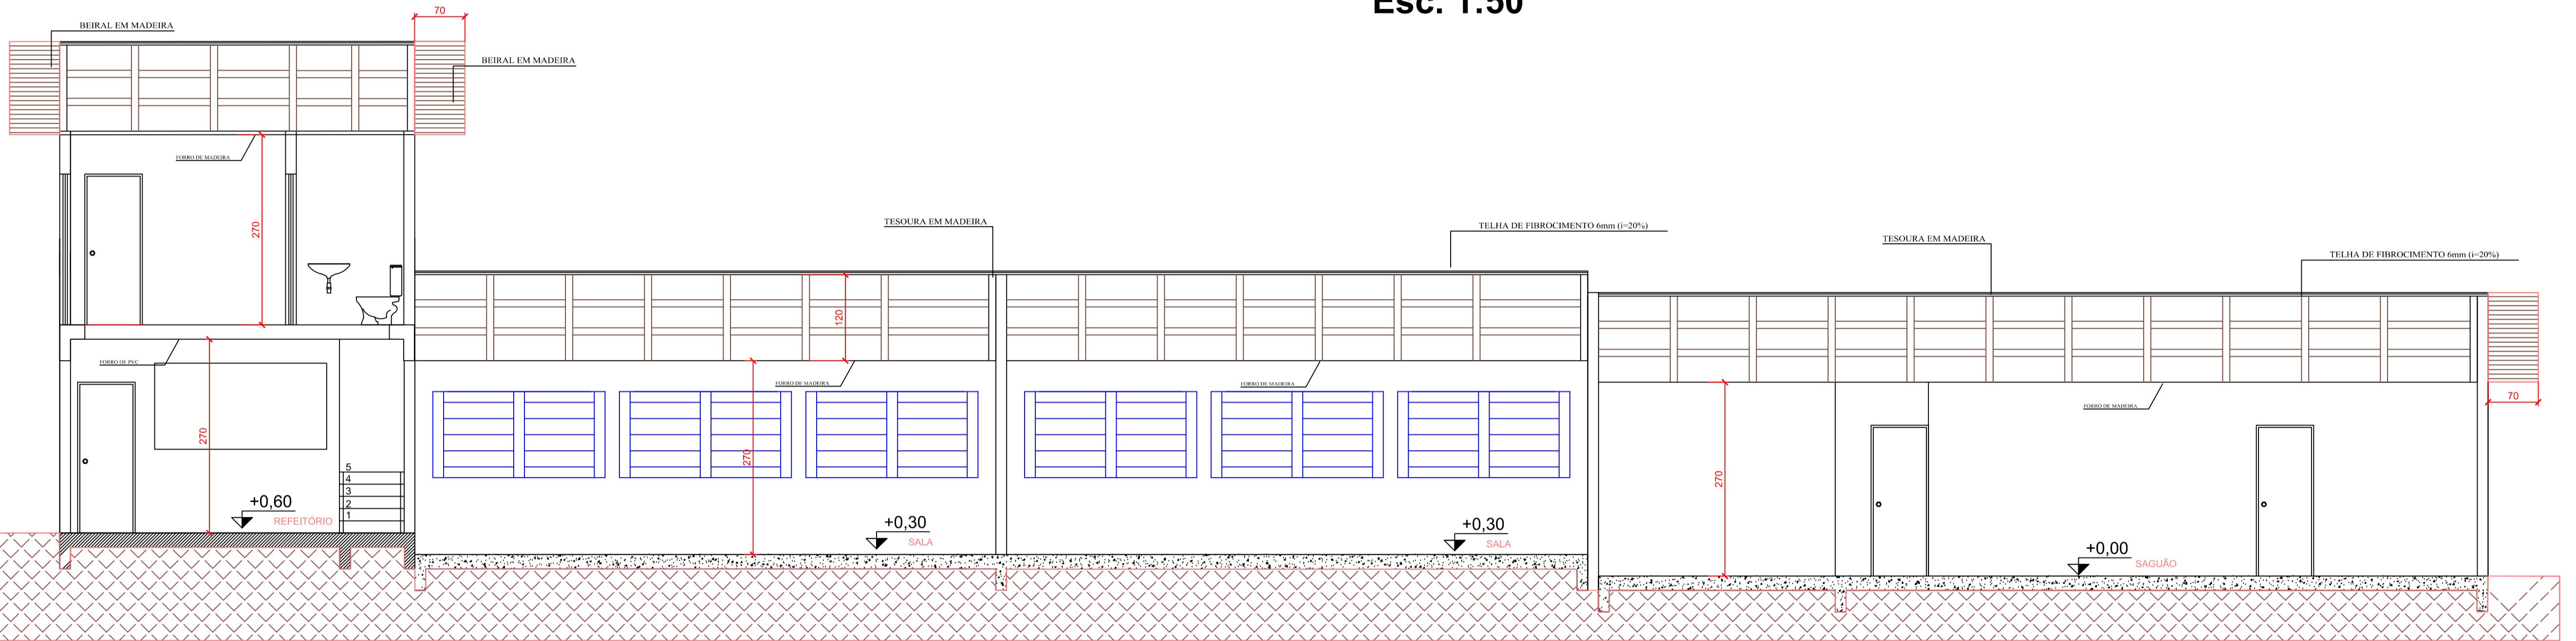 Esc. 1:50
70
BEIRAL EM MADEIRA
BEIRAL EM MADEIRA
FORRO DE MADEIRA
270
TESOURA EM MADEIRA
TELHA DE FIBROCIMENTO 6mm (i=20%)
TESOURA EM MADEIRA
TELHA DE FIBROCIMENTO 6mm (i=20%)
120
FORRO DE PVC
FORRO DE MADEIRA
FORRO DE MADEIRA
FORRO DE MADEIRA
70
270
270
270
5
4
3
2
1
+0,60
REFEITÓRIO
+0,30
SALA
+0,30
SALA
+0,00
SAGUÃO